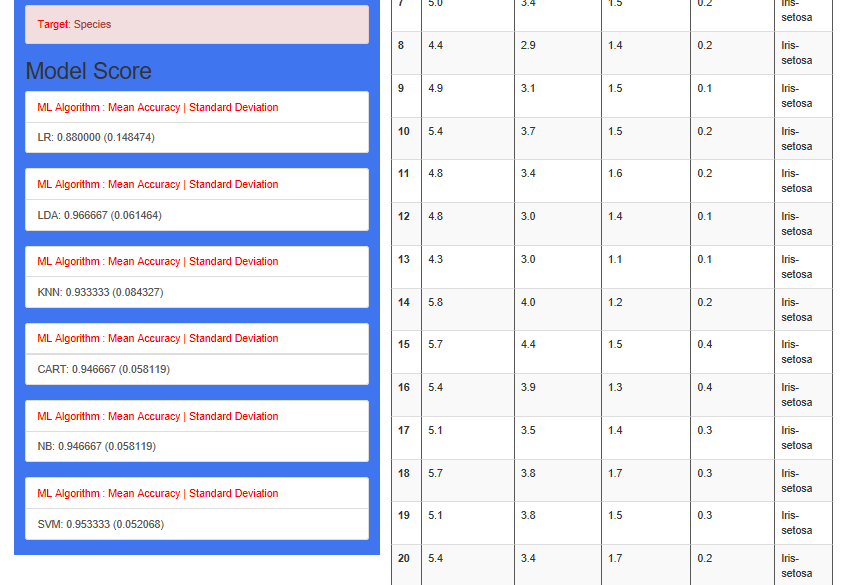 Target: Species
Model Score
ML Algorithm : Mean Accuracy | Standard Deviation
LR: 0.880000 (0.148474)
ML Algorithm : Mean Accuracy | Standard Deviation
LDA: 0.966667 (0.061464)
ML Algorithm : Mean Accuracy | Standard Deviation
KNN: 0.933333 (0.084327)
ML Algorithm : Mean Accuracy | Standard Deviation
CART: 0.946667 (0.058119)
ML Algorithm : Mean Accuracy | Standard Deviation
NB: 0.946667 (0.058119)
ML Algorithm : Mean Accuracy | Standard Deviation
SVM: 0.953333 (0.052068)
7 5.0 3.4 1.5 0.2 Iris-
setosa
8 4.4 2.9 1.4 0.2 Iris-
setosa
9 4.9 3.1 1.5 0.1 Iris-
setosa
10 5.4 3.7 1.5 0.2 Iris-
setosa
11 4.8 3.4 1.6 0.2 Iris-
setosa
12 4.8 3.0 1.4 0.1 Iris-
setosa
13 4.3 3.0 1.1 0.1 Iris-
setosa
14 5.8 4.0 1.2 0.2 Iris-
setosa
15 5.7 4.4 1.5 0.4 Iris-
setosa
16 5.4 3.9 1.3 0.4 Iris-
setosa
17 5.1 3.5 1.4 0.3 Iris-
setosa
18 5.7 3.8 1.7 0.3 Iris-
setosa
19 5.1 3.8 1.5 0.3 Iris-
setosa
20 5.4 3.4 1.7 0.2 Iris-
setosa